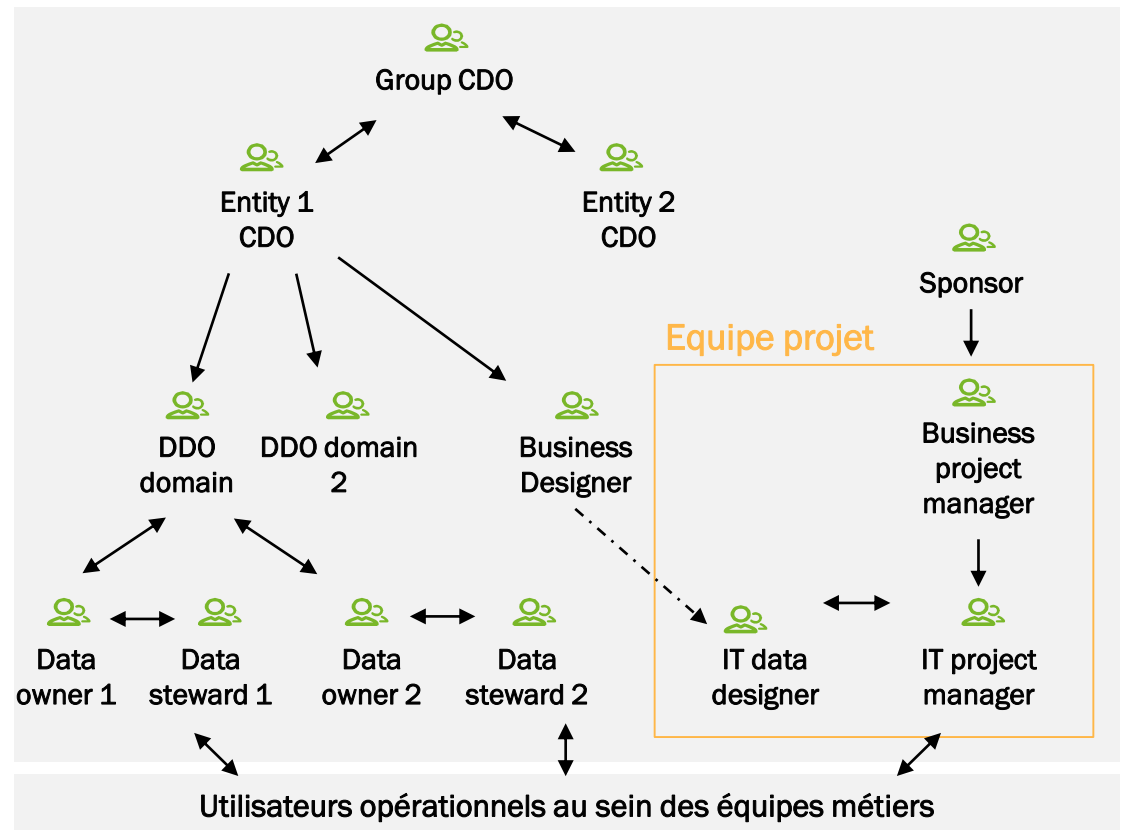 Group CDO
Entity 1
CDO
Entity 2
CDO
Sponsor
Equipe projet
DDO
domain
DDO domain
2
Business
Designer
Business
project
manager
Data
owner 1
Data
steward 1
Data
owner 2
Data
steward 2
IT data
designer
IT project
manager
Utilisateurs opérationnels au sein des équipes métiers